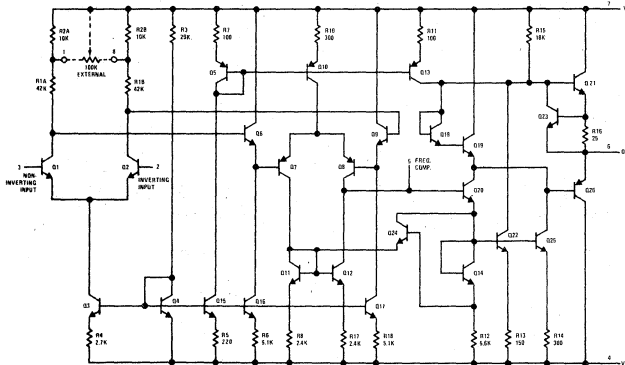 7 V
R2A 10K
R2B 10K
R3 20K
R7 100
R10 300
R11 100
R15 18K
1
8
100K EXTERNAL
Q5
Q10
Q13
Q21
Q23
R1A 42K
R1B 42K
Q18
R16 25
Q6
Q9
Q19
6 O
3 Q1
Q2 2
NON-INVERTING INPUT
INVERTING INPUT
Q7
Q8
5 FREQ. COMP.
Q20
Q26
Q24
Q22
Q25
Q11
Q12
Q14
Q3
Q4
Q15
Q16
Q17
R4 2.7K
R5 220
R6 5.1K
R8 2.4K
R17 2.4K
R18 5.1K
R12 5.6K
R13 150
R14 300
4 V